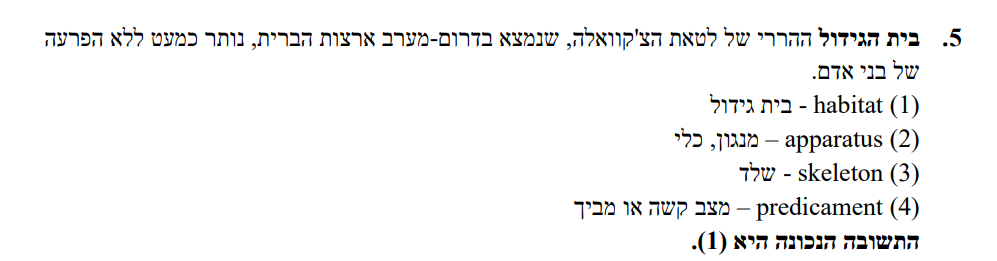 5. בית הגידול ההררי של לטאת הצ'קוואלה, שנמצא בדרום-מערב ארצות הברית, נותר כמעט ללא הפרעה
של בני אדם.
(1) habitat - בית גידול
(2) apparatus – מנגנון, כלי
(3) skeleton - שלד
(4) predicament – מצב קשה או מביך
התשובה הנכונה היא (1).